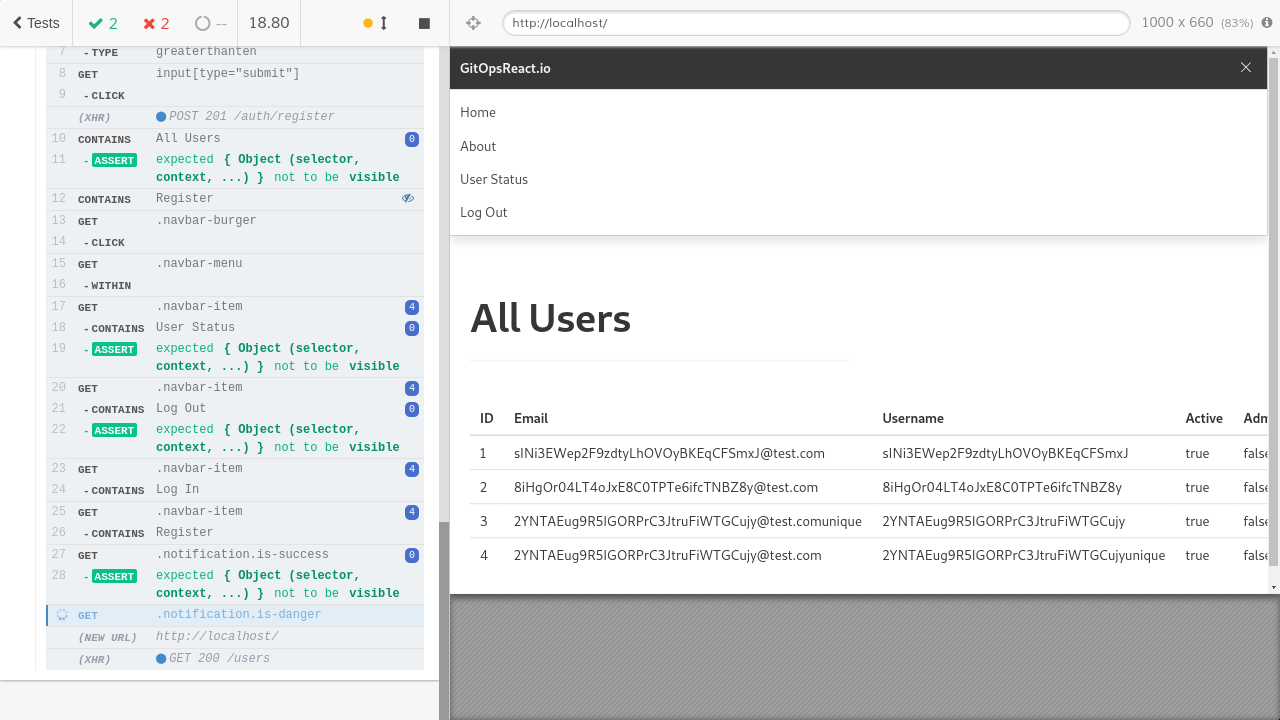 Tests 2 2 -- 18.80
http://localhost/ 1000 x 660 (83%)
7 - TYPE greaterthanten
8 GET input[type="submit"]
9 - CLICK
(XHR) POST 201 /auth/register
10 CONTAINS All Users 0
11 - ASSERT expected { Object (selector,
context, ...) } not to be visible
12 CONTAINS Register
13 GET .navbar-burger
14 - CLICK
15 GET .navbar-menu
16 - WITHIN
17 GET .navbar-item 4
18 - CONTAINS User Status 0
19 - ASSERT expected { Object (selector,
context, ...) } not to be visible
20 GET .navbar-item 4
21 - CONTAINS Log Out 0
22 - ASSERT expected { Object (selector,
context, ...) } not to be visible
23 GET .navbar-item 4
24 - CONTAINS Log In
25 GET .navbar-item 4
26 - CONTAINS Register
27 GET .notification.is-success 0
28 - ASSERT expected { Object (selector,
context, ...) } not to be visible
GET .notification.is-danger
(NEW URL) http://localhost/
(XHR) GET 200 /users
GitOpsReact.io
Home
About
User Status
Log Out
All Users
ID Email Username Active Adm
1 sINi3EWep2F9zdtyLhOVOyBKEqCFSmxJ@test.com sINi3EWep2F9zdtyLhOVOyBKEqCFSmxJ true false
2 8iHgOr04LT4oJxE8C0TPTe6ifcTNBZ8y@test.com 8iHgOr04LT4oJxE8C0TPTe6ifcTNBZ8y true false
3 2YNTAEug9R5IGORPrC3JtruFiWTGCujy@test.comunique 2YNTAEug9R5IGORPrC3JtruFiWTGCujy true false
4 2YNTAEug9R5IGORPrC3JtruFiWTGCujy@test.com 2YNTAEug9R5IGORPrC3JtruFiWTGCujyunique true false